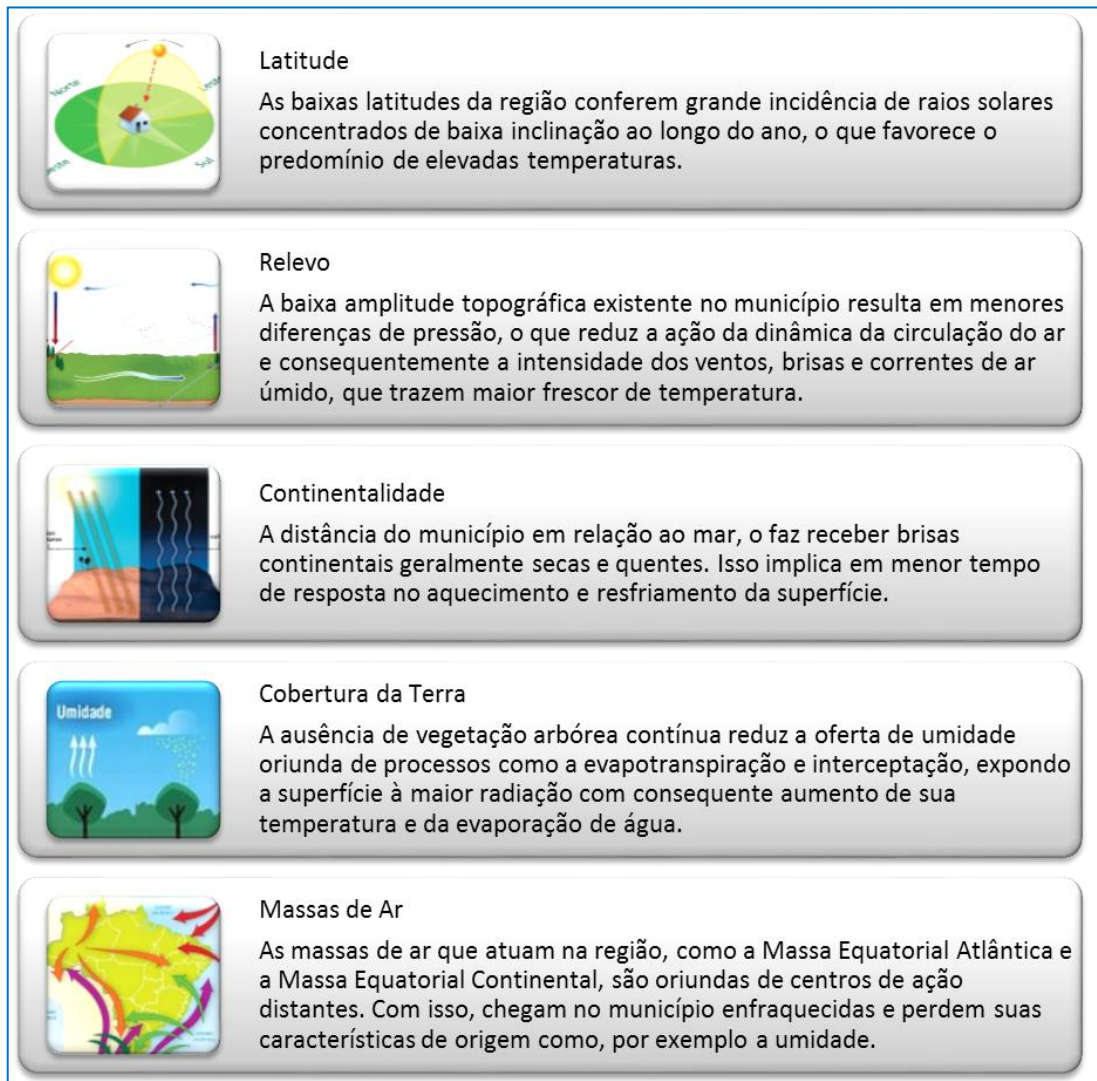 Latitude
As baixas latitudes da região conferem grande incidência de raios solares
concentrados de baixa inclinação ao longo do ano, o que favorece o
predomínio de elevadas temperaturas.
Norte
Leste
Sul
Relevo
A baixa amplitude topográfica existente no município resulta em menores
diferenças de pressão, o que reduz a ação da dinâmica da circulação do ar
e consequentemente a intensidade dos ventos, brisas e correntes de ar
úmido, que trazem maior frescor de temperatura.
Continentalidade
A distância do município em relação ao mar, o faz receber brisas
continentais geralmente secas e quentes. Isso implica em menor tempo
de resposta no aquecimento e resfriamento da superfície.
Umidade
Cobertura da Terra
A ausência de vegetação arbórea contínua reduz a oferta de umidade
oriunda de processos como a evapotranspiração e interceptação, expondo
a superfície à maior radiação com consequente aumento de sua
temperatura e da evaporação de água.
Massas de Ar
As massas de ar que atuam na região, como a Massa Equatorial Atlântica e
a Massa Equatorial Continental, são oriundas de centros de ação
distantes. Com isso, chegam no município enfraquecidas e perdem suas
características de origem como, por exemplo a umidade.